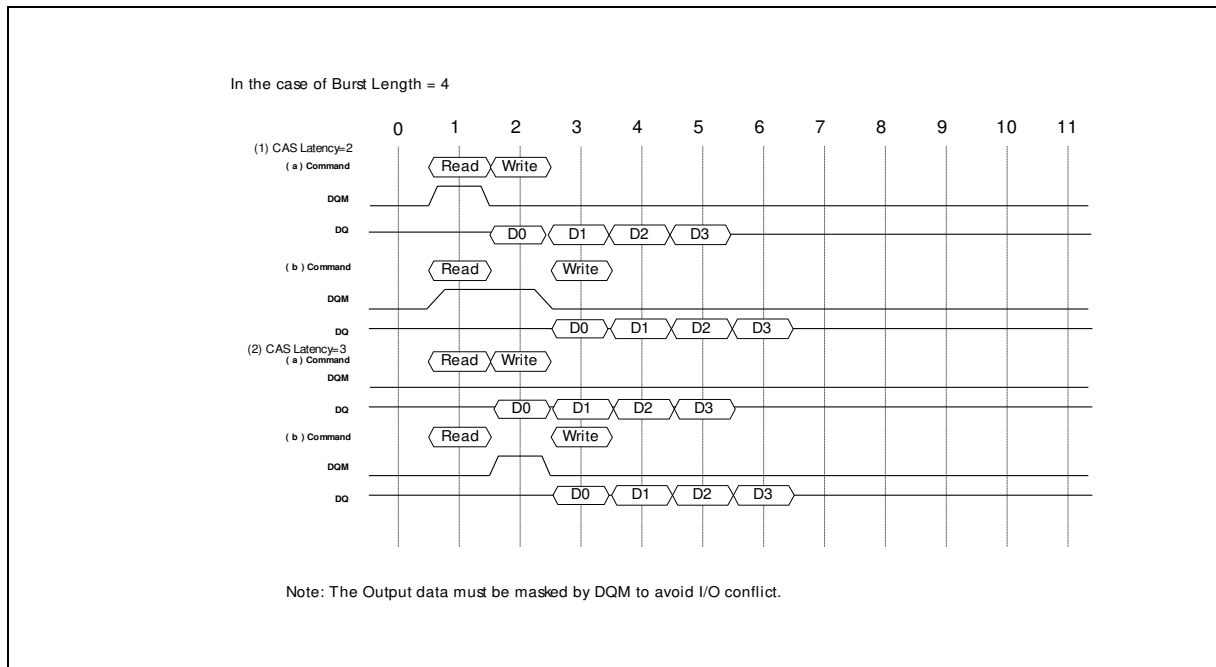 In the case of Burst Length = 4
0 1 2 3 4 5 6 7 8 9 10 11
(1) CAS Latency=2
( a ) Command Read Write
DQM
DQ D0 D1 D2 D3
( b ) Command Read Write
DQM
DQ D0 D1 D2 D3
(2) CAS Latency=3
( a ) Command Read Write
DQM
DQ D0 D1 D2 D3
( b ) Command Read Write
DQM
DQ D0 D1 D2 D3
Note: The Output data must be masked by DQM to avoid I/O conflict.